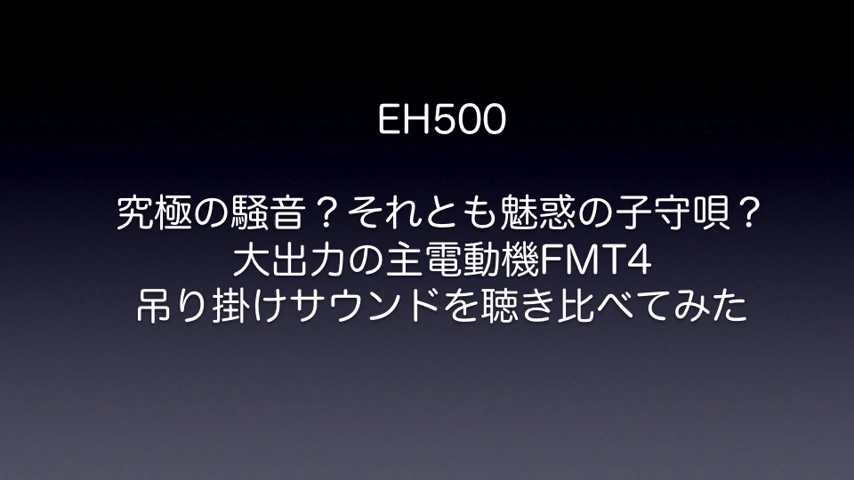 EH500
究極の騒音？それとも魅惑の子守唄？
大出力の主電動機FMT4
吊り掛けサウンドを聴き比べてみた